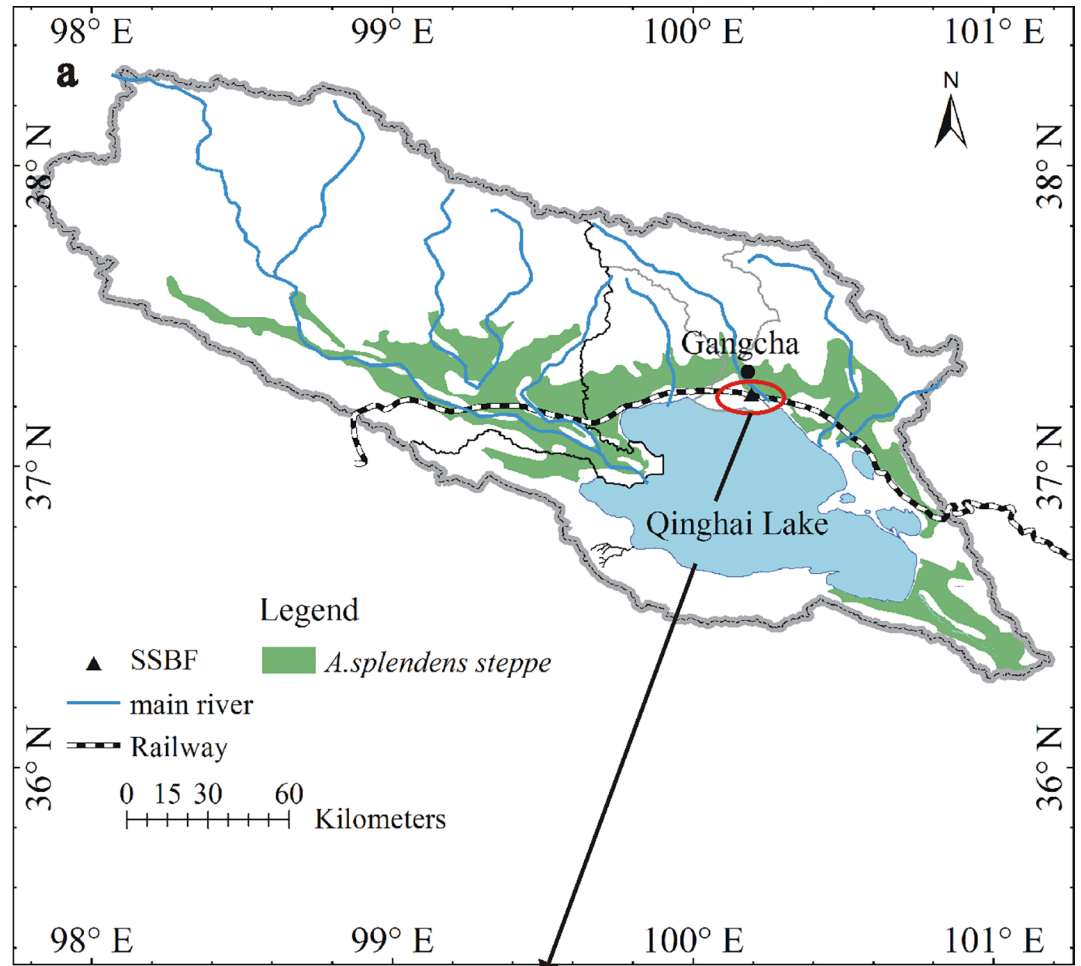 98° E 99° E 100° E 101° E
a
N
38° N 38° N
Gangcha
37° N 37° N
Qinghai Lake
Legend
SSBF A.splendens steppe
main river
Railway
36° N 36° N
0 15 30 60 Kilometers
98° E 99° E 100° E 101° E